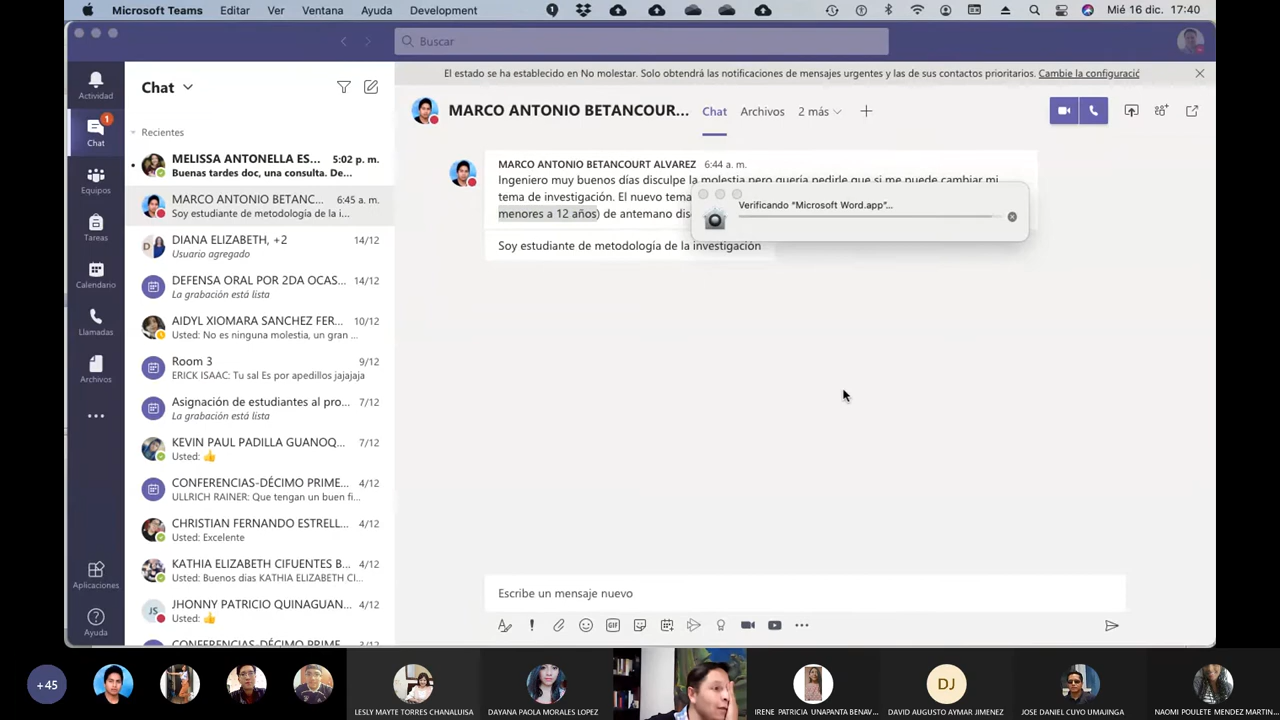 Microsoft Teams Editar Ver Ventana Ayuda Development Mié 16 dic. 17:40
Buscar
Actividad
Chat
1
Equipos
Tareas
Calendario
Llamadas
Archivos
Aplicaciones
Ayuda
Chat
Recientes
MELISSA ANTONELLA ES... 5:02 p. m.
Buenas tardes doc, una consulta. De...
MARCO ANTONIO BETANC... 6:45 a. m.
Soy estudiante de metodología de la i...
DIANA ELIZABETH, +2 14/12
Usuario agregado
DEFENSA ORAL POR 2DA OCAS... 14/12
La grabación está lista
AIDYL XIOMARA SANCHEZ FER... 10/12
Usted: No es ninguna molestia, un gran ...
Room 3 9/12
ERICK ISAAC: Tu sal Es por apedillos jajajaja
Asignación de estudiantes al pro... 7/12
La grabación está lista
KEVIN PAUL PADILLA GUANOQ... 7/12
Usted: 👍
CONFERENCIAS-DÉCIMO PRIME... 4/12
ULLRICH RAINER: Que tengan un buen fi...
CHRISTIAN FERNANDO ESTRELL... 4/12
Usted: Excelente
KATHIA ELIZABETH CIFUENTES B... 4/12
Usted: Buenos días KATHIA ELIZABETH CI...
JS
JHONNY PATRICIO QUINAGUAN... 4/12
Usted: 👍
CONFERENCIAS-DÉCIMO PRIME... 3/12
El estado se ha establecido en No molestar. Solo obtendrá las notificaciones de mensajes urgentes y las de sus contactos prioritarios. Cambie la configuració
MARCO ANTONIO BETANCOUR... Chat Archivos 2 más
MARCO ANTONIO BETANCOURT ALVAREZ 6:44 a. m.
Ingeniero muy buenos días disculpe la molestia pero quería pedirle que si me puede cambiar mi
tema de investigación. El nuevo tema
menores a 12 años) de antemano dis
Soy estudiante de metodología de la investigación
Verificando "Microsoft Word.app"...
Escribe un mensaje nuevo
GIF
+45
LESLY MAYTE TORRES CHANALUISA
DAYANA PAOLA MORALES LOPEZ
IRENE PATRICIA UNAPANTA BENAV...
DJ
DAVID AUGUSTO AYMAR JIMENEZ
JOSE DANIEL CUYO UMAJINGA
NAOMI POULETE MENDEZ MARTIN...